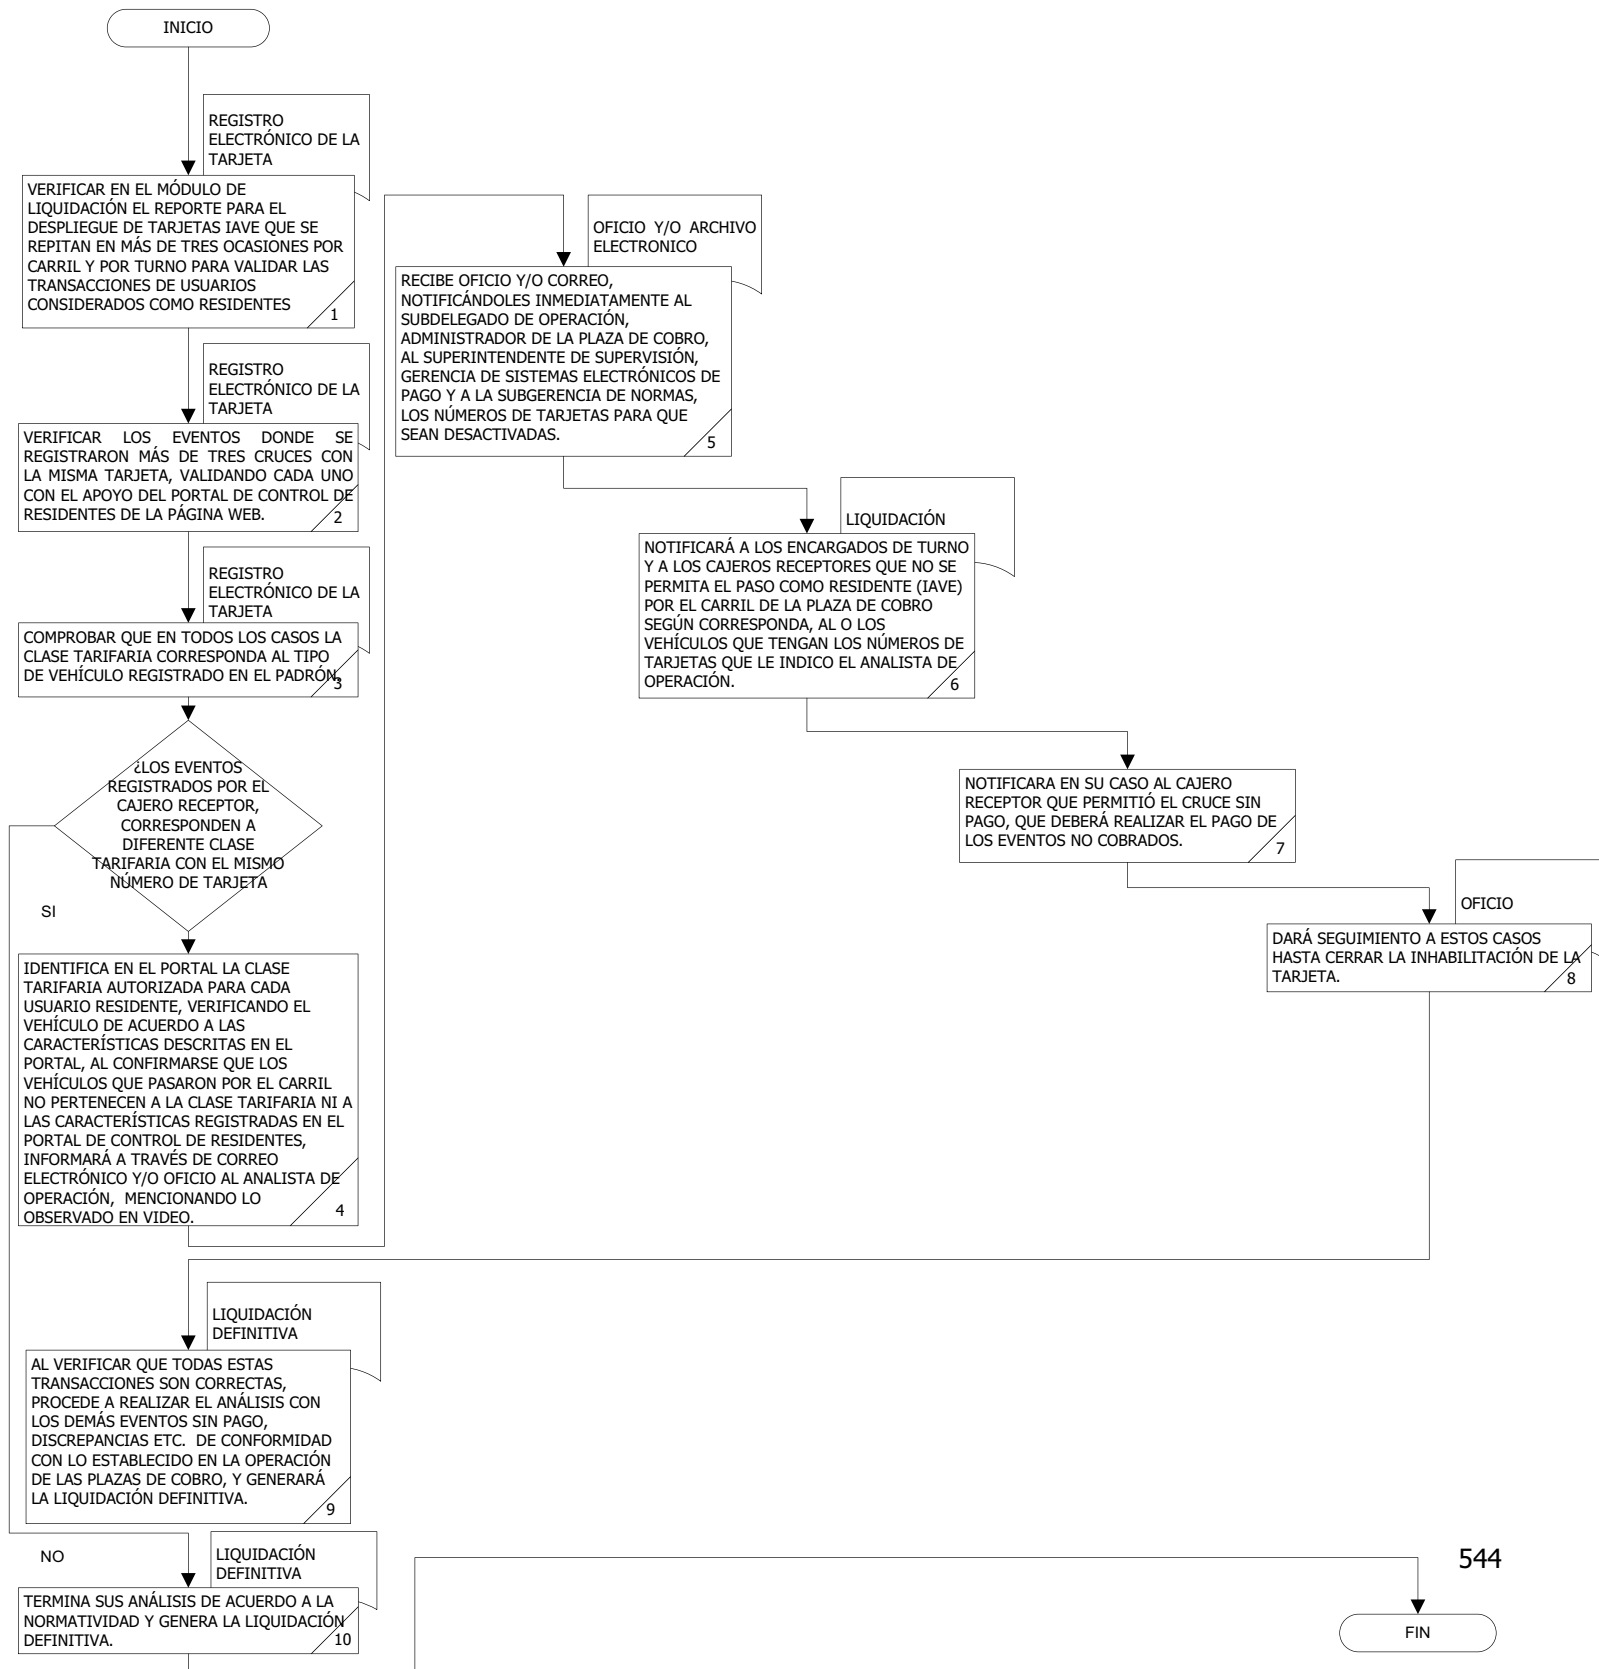 INICIO
REGISTRO
ELECTRÓNICO DE LA
TARJETA
VERIFICAR EN EL MÓDULO DE
LIQUIDACIÓN EL REPORTE PARA EL
DESPLIEGUE DE TARJETAS IAVE QUE SE
REPITAN EN MÁS DE TRES OCASIONES POR
CARRIL Y POR TURNO PARA VALIDAR LAS
TRANSACCIONES DE USUARIOS
CONSIDERADOS COMO RESIDENTES
1
REGISTRO
ELECTRÓNICO DE LA
TARJETA
VERIFICAR LOS EVENTOS DONDE SE
REGISTRARON MÁS DE TRES CRUCES CON
LA MISMA TARJETA, VALIDANDO CADA UNO
CON EL APOYO DEL PORTAL DE CONTROL DE
RESIDENTES DE LA PÁGINA WEB.
2
REGISTRO
ELECTRÓNICO DE LA
TARJETA
COMPROBAR QUE EN TODOS LOS CASOS LA
CLASE TARIFARIA CORRESPONDA AL TIPO
DE VEHÍCULO REGISTRADO EN EL PADRÓN.
3
¿LOS EVENTOS
REGISTRADOS POR EL
CAJERO RECEPTOR,
CORRESPONDEN A
DIFERENTE CLASE
TARIFARIA CON EL MISMO
NÚMERO DE TARJETA
SI
IDENTIFICA EN EL PORTAL LA CLASE
TARIFARIA AUTORIZADA PARA CADA
USUARIO RESIDENTE, VERIFICANDO EL
VEHÍCULO DE ACUERDO A LAS
CARACTERÍSTICAS DESCRITAS EN EL
PORTAL, AL CONFIRMARSE QUE LOS
VEHÍCULOS QUE PASARON POR EL CARRIL
NO PERTENECEN A LA CLASE TARIFARIA NI A
LAS CARACTERÍSTICAS REGISTRADAS EN EL
PORTAL DE CONTROL DE RESIDENTES,
INFORMARÁ A TRAVÉS DE CORREO
ELECTRÓNICO Y/O OFICIO AL ANALISTA DE
OPERACIÓN, MENCIONANDO LO
OBSERVADO EN VIDEO.
4
OFICIO Y/O ARCHIVO
ELECTRONICO
RECIBE OFICIO Y/O CORREO,
NOTIFICÁNDOLES INMEDIATAMENTE AL
SUBDELEGADO DE OPERACIÓN,
ADMINISTRADOR DE LA PLAZA DE COBRO,
AL SUPERINTENDENTE DE SUPERVISIÓN,
GERENCIA DE SISTEMAS ELECTRÓNICOS DE
PAGO Y A LA SUBGERENCIA DE NORMAS,
LOS NÚMEROS DE TARJETAS PARA QUE
SEAN DESACTIVADAS.
5
LIQUIDACIÓN
NOTIFICARÁ A LOS ENCARGADOS DE TURNO
Y A LOS CAJEROS RECEPTORES QUE NO SE
PERMITA EL PASO COMO RESIDENTE (IAVE)
POR EL CARRIL DE LA PLAZA DE COBRO
SEGÚN CORRESPONDA, AL O LOS
VEHÍCULOS QUE TENGAN LOS NÚMEROS DE
TARJETAS QUE LE INDICO EL ANALISTA DE
OPERACIÓN.
6
NOTIFICARA EN SU CASO AL CAJERO
RECEPTOR QUE PERMITIÓ EL CRUCE SIN
PAGO, QUE DEBERÁ REALIZAR EL PAGO DE
LOS EVENTOS NO COBRADOS.
7
OFICIO
DARÁ SEGUIMIENTO A ESTOS CASOS
HASTA CERRAR LA INHABILITACIÓN DE LA
TARJETA.
8
LIQUIDACIÓN
DEFINITIVA
AL VERIFICAR QUE TODAS ESTAS
TRANSACCIONES SON CORRECTAS,
PROCEDE A REALIZAR EL ANÁLISIS CON
LOS DEMÁS EVENTOS SIN PAGO,
DISCREPANCIAS ETC. DE CONFORMIDAD
CON LO ESTABLECIDO EN LA OPERACIÓN
DE LAS PLAZAS DE COBRO, Y GENERARÁ
LA LIQUIDACIÓN DEFINITIVA.
9
NO
LIQUIDACIÓN
DEFINITIVA
TERMINA SUS ANÁLISIS DE ACUERDO A LA
NORMATIVIDAD Y GENERA LA LIQUIDACIÓN
DEFINITIVA.
10
544
FIN